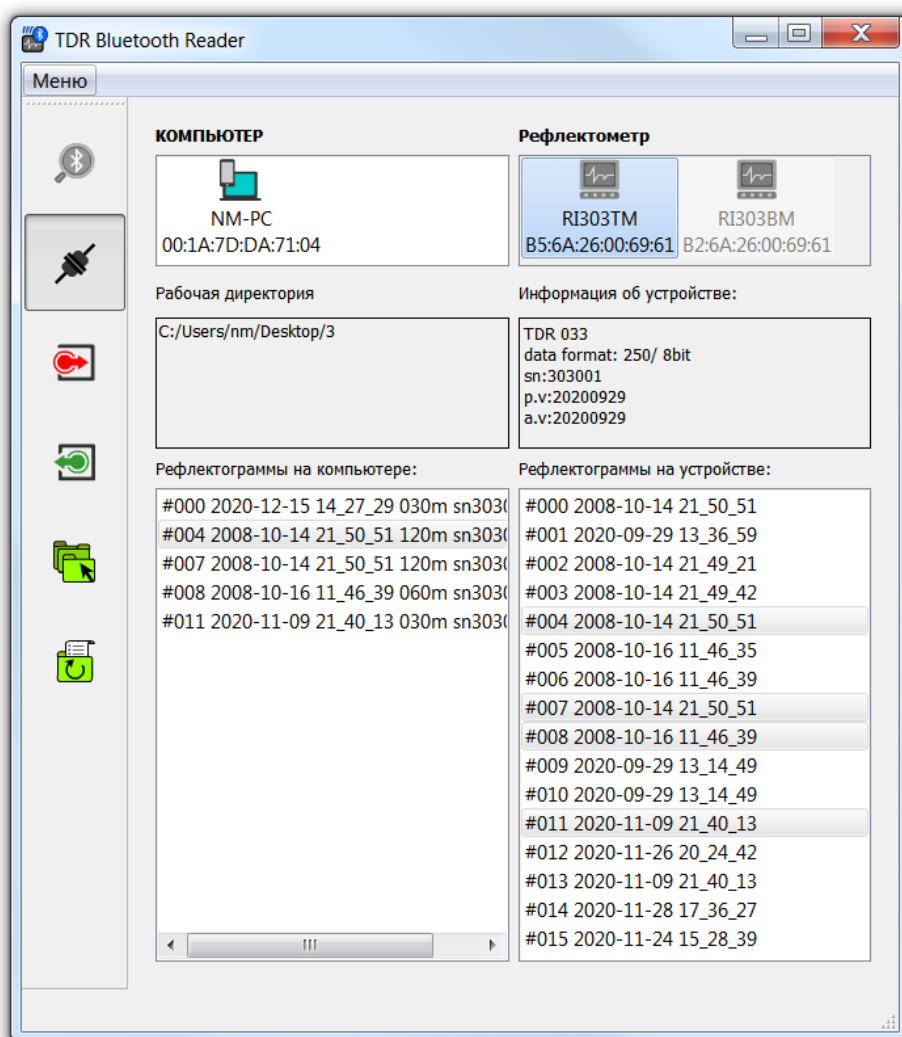 TDR Bluetooth Reader
Меню
КОМПЬЮТЕР
NM-PC
00:1A:7D:DA:71:04
Рефлектометр
RI303TM
B5:6A:26:00:69:61
RI303BM
B2:6A:26:00:69:61
Рабочая директория
C:/Users/nm/Desktop/3
Информация об устройстве:
TDR 033
data format: 250/ 8bit
sn:303001
p.v:20200929
a.v:20200929
Рефлектограммы на компьютере:
#000 2020-12-15 14_27_29 030m sn303
#004 2008-10-14 21_50_51 120m sn303
#007 2008-10-14 21_50_51 120m sn303
#008 2008-10-16 11_46_39 060m sn303
#011 2020-11-09 21_40_13 030m sn303
Рефлектограммы на устройстве:
#000 2008-10-14 21_50_51
#001 2020-09-29 13_36_59
#002 2008-10-14 21_49_21
#003 2008-10-14 21_49_42
#004 2008-10-14 21_50_51
#005 2008-10-16 11_46_35
#006 2008-10-16 11_46_39
#007 2008-10-14 21_50_51
#008 2008-10-16 11_46_39
#009 2020-09-29 13_14_49
#010 2020-09-29 13_14_49
#011 2020-11-09 21_40_13
#012 2020-11-26 20_24_42
#013 2020-11-09 21_40_13
#014 2020-11-28 17_36_27
#015 2020-11-24 15_28_39